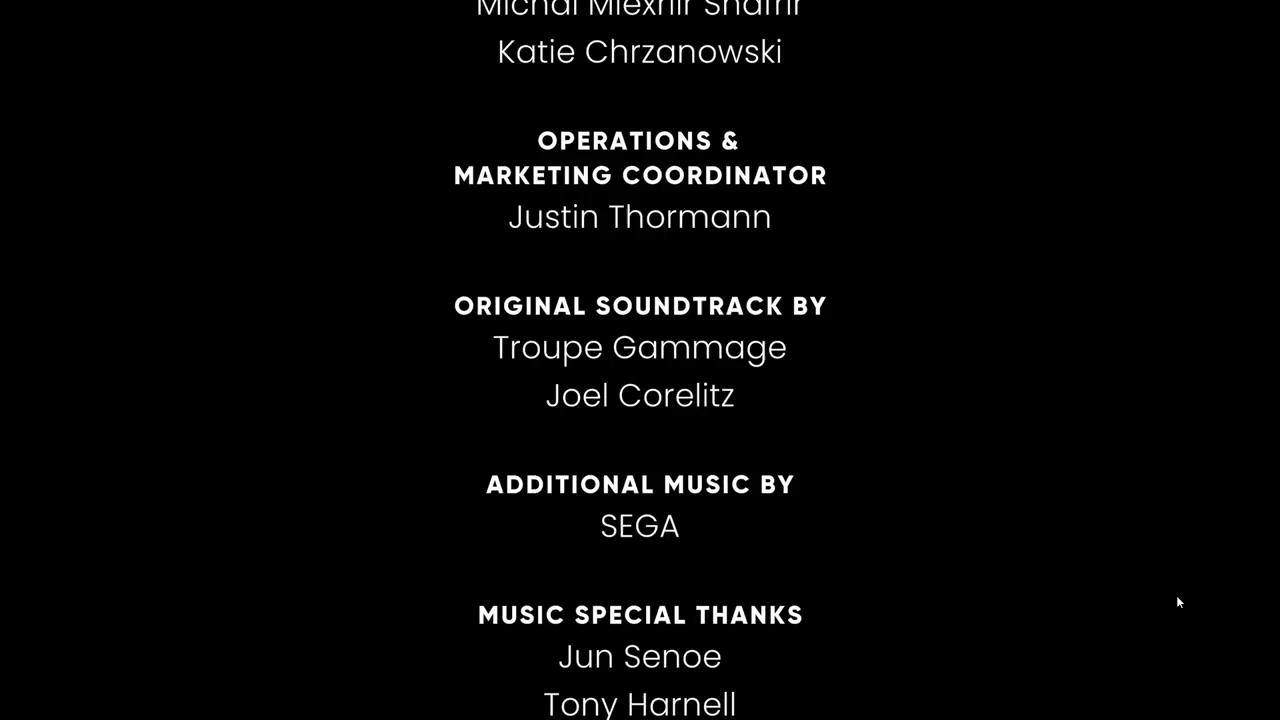 Katie Chrzanowski
OPERATIONS &
MARKETING COORDINATOR
Justin Thormann
ORIGINAL SOUNDTRACK BY
Troupe Gammage
Joel Corelitz
ADDITIONAL MUSIC BY
SEGA
MUSIC SPECIAL THANKS
Jun Senoe
Tony Harnell